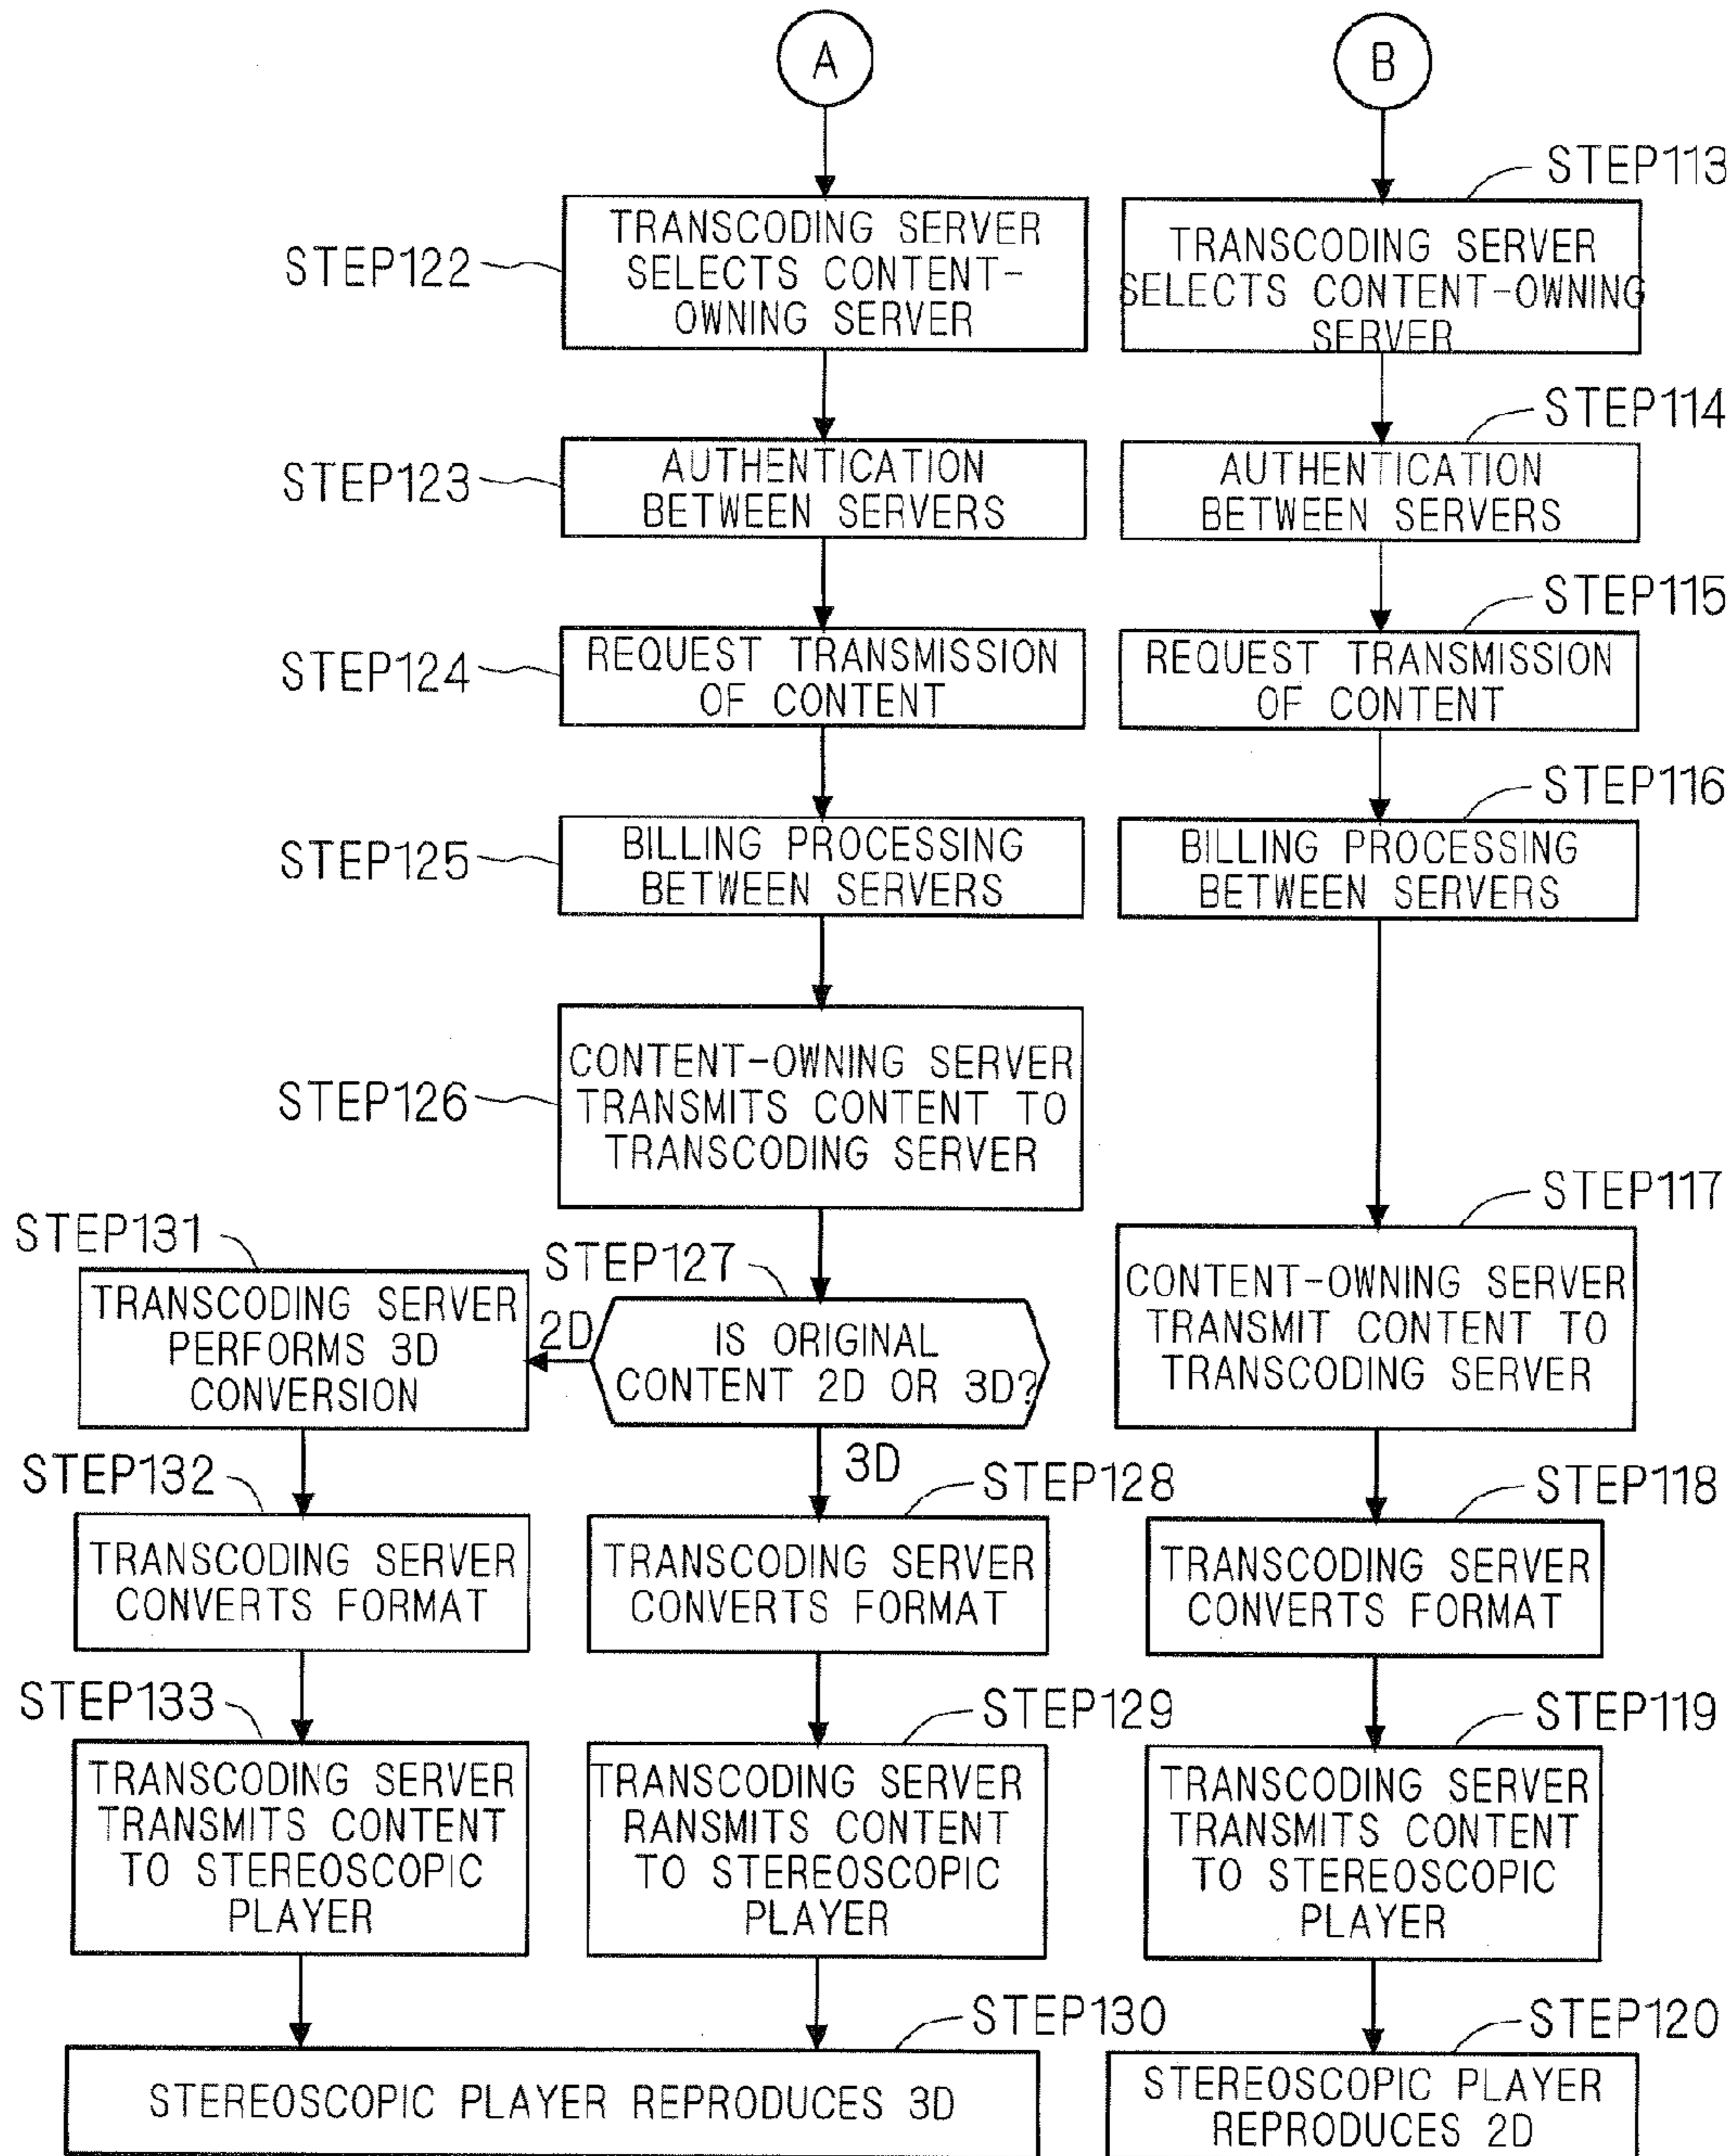 A
B
STEP113
STEP122
TRANSCODING SERVER
SELECTS CONTENT-
OWNING SERVER
TRANSCODING SERVER
SELECTS CONTENT-OWNING
SERVER
STEP114
STEP123
AUTHENTICATION
BETWEEN SERVERS
AUTHENTICATION
BETWEEN SERVERS
STEP115
STEP124
REQUEST TRANSMISSION
OF CONTENT
REQUEST TRANSMISSION
OF CONTENT
STEP116
STEP125
BILLING PROCESSING
BETWEEN SERVERS
BILLING PROCESSING
BETWEEN SERVERS
STEP126
CONTENT-OWNING SERVER
TRANSMITS CONTENT TO
TRANSCODING SERVER
STEP117
CONTENT-OWNING SERVER
TRANSMIT CONTENT TO
TRANSCODING SERVER
STEP131
TRANSCODING SERVER
PERFORMS 3D
CONVERSION
STEP127
2D
IS ORIGINAL
CONTENT 2D OR 3D?
3D
STEP132
TRANSCODING SERVER
CONVERTS FORMAT
STEP128
TRANSCODING SERVER
CONVERTS FORMAT
STEP118
TRANSCODING SERVER
CONVERTS FORMAT
STEP133
TRANSCODING SERVER
TRANSMITS CONTENT
TO STEREOSCOPIC
PLAYER
STEP129
TRANSCODING SERVER
RANSMITS CONTENT
TO STEREOSCOPIC
PLAYER
STEP119
TRANSCODING SERVER
TRANSMITS CONTENT
TO STEREOSCOPIC
PLAYER
STEP130
STEREOSCOPIC PLAYER REPRODUCES 3D
STEP120
STEREOSCOPIC PLAYER
REPRODUCES 2D